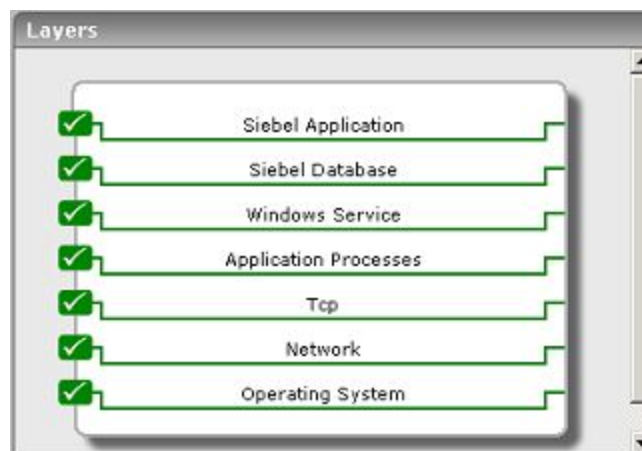 Layers
Siebel Application
Siebel Database
Windows Service
Application Processes
Tcp
Network
Operating System